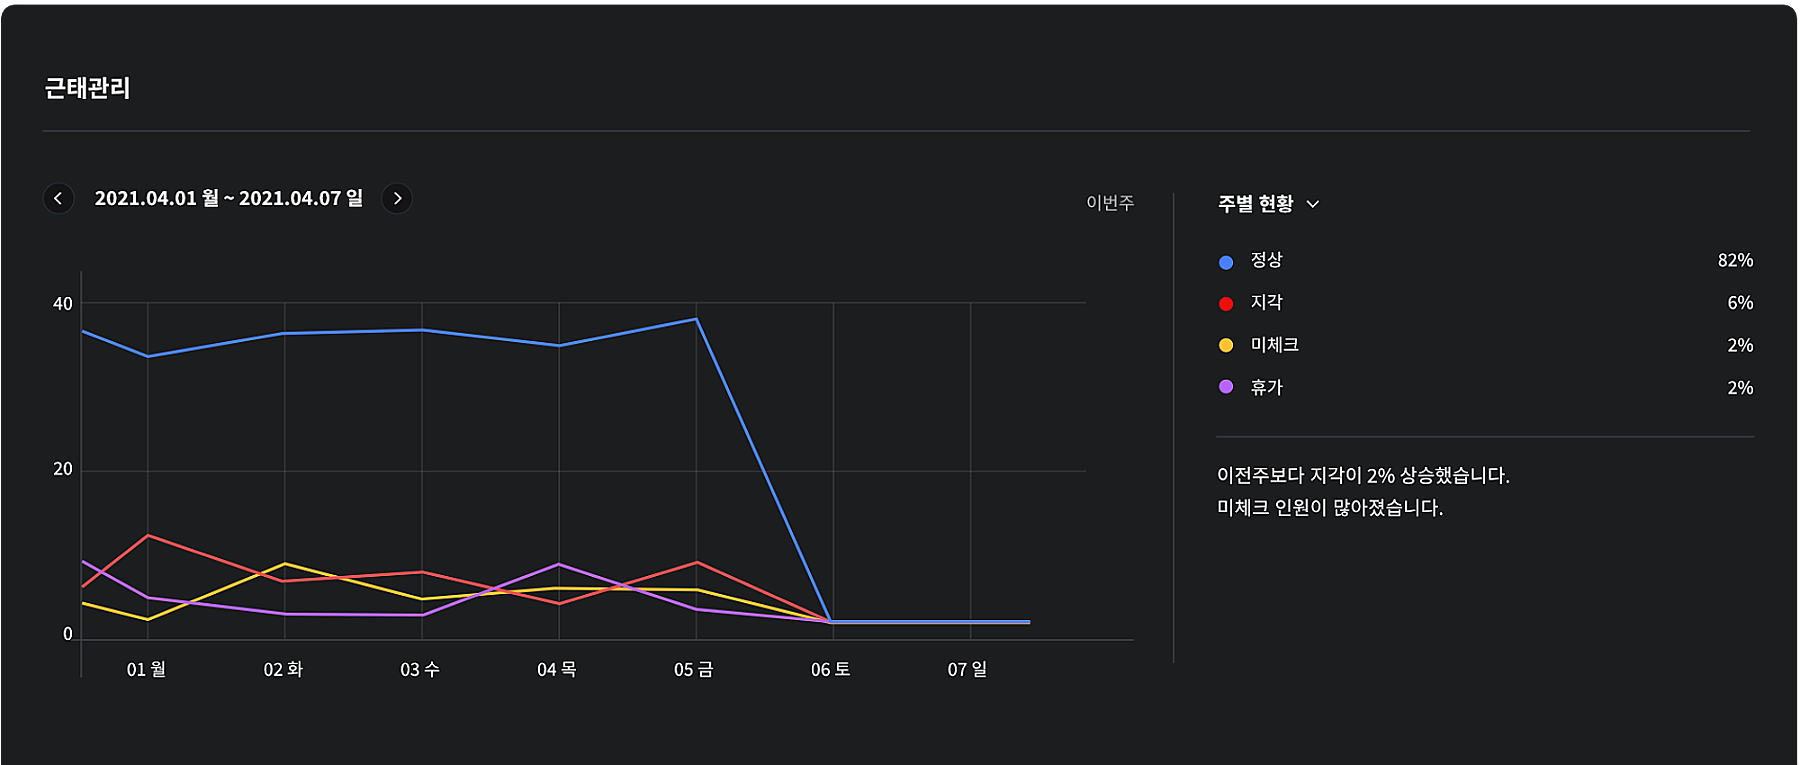 근태관리
2021.04.01 월 ~ 2021.04.07 일
이번주
40
20
0
01 월 02 화 03 수 04 목 05 금 06 토 07 일
주별 현황
정상 82%
지각 6%
미체크 2%
휴가 2%
이전주보다 지각이 2% 상승했습니다.
미체크 인원이 많아졌습니다.